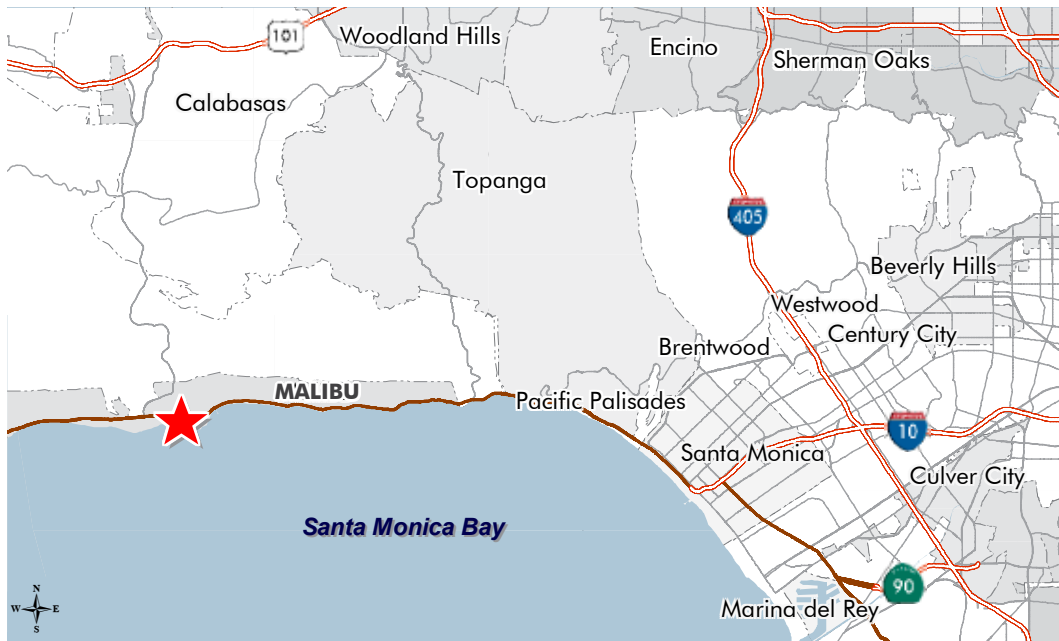 Woodland Hills
101
Encino
Sherman Oaks
Calabasas
Topanga
405
Beverly Hills
Westwood
Century City
Brentwood
MALIBU
Pacific Palisades
10
Santa Monica
Culver City
Santa Monica Bay
90
N
W E
S
Marina del Rey